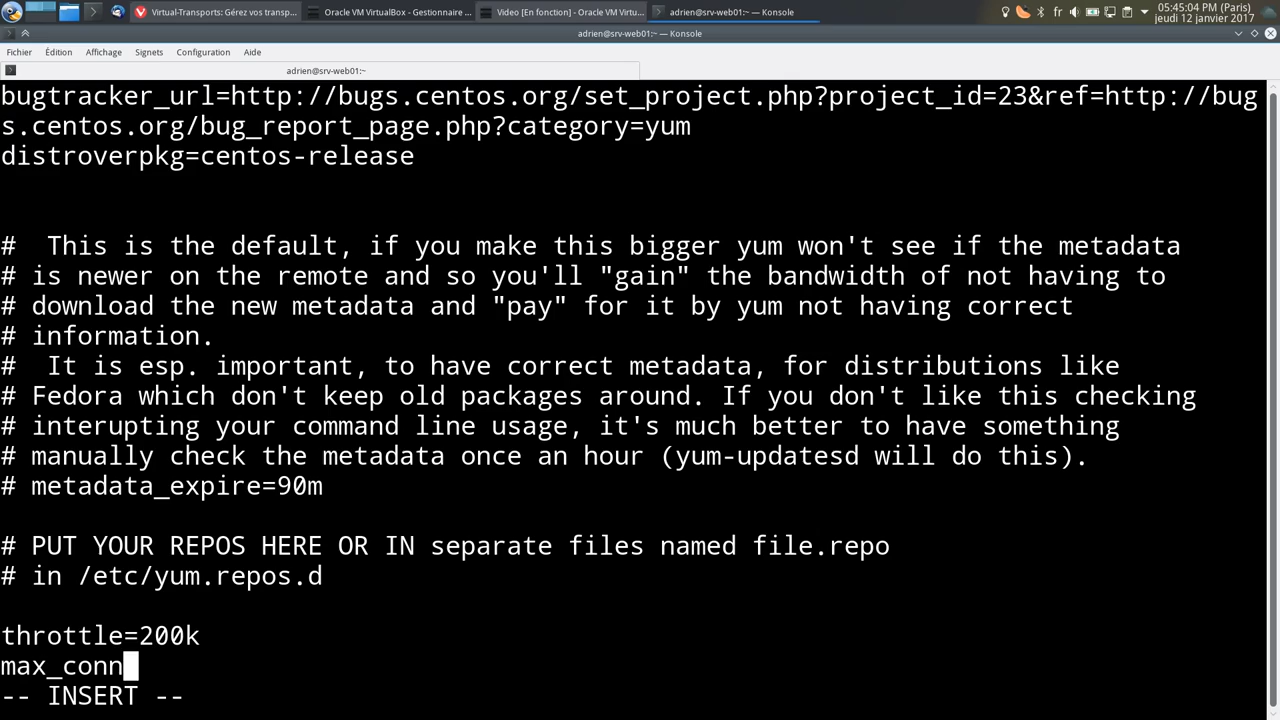 Virtual-Transports: Gérez vos transp...
Oracle VM VirtualBox - Gestionnaire ...
Video [En fonction] - Oracle VM Virtu...
adrien@srv-web01:~ — Konsole
fr
05:45:04 PM (Paris)
jeudi 12 janvier 2017
adrien@srv-web01:~ — Konsole
Fichier Édition Affichage Signets Configuration Aide
adrien@srv-web01:~
bugtracker_url=http://bugs.centos.org/set_project.php?project_id=23&ref=http://bug
s.centos.org/bug_report_page.php?category=yum
distroverpkg=centos-release
#  This is the default, if you make this bigger yum won't see if the metadata
# is newer on the remote and so you'll "gain" the bandwidth of not having to
# download the new metadata and "pay" for it by yum not having correct
# information.
#  It is esp. important, to have correct metadata, for distributions like
# Fedora which don't keep old packages around. If you don't like this checking
# interupting your command line usage, it's much better to have something
# manually check the metadata once an hour (yum-updatesd will do this).
# metadata_expire=90m
# PUT YOUR REPOS HERE OR IN separate files named file.repo
# in /etc/yum.repos.d
throttle=200k
max_conn
-- INSERT --